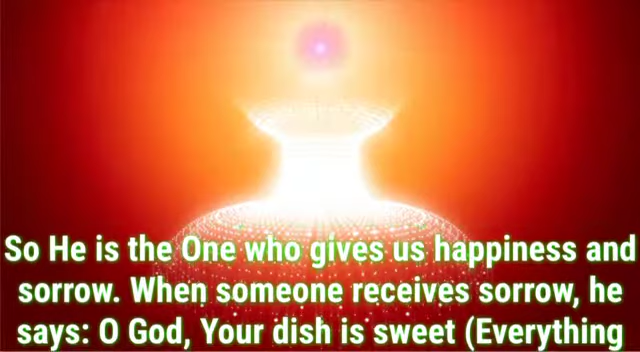 So He is the One who gives us happiness and
sorrow. When someone receives sorrow, he
says: O God, Your dish is sweet (Everything